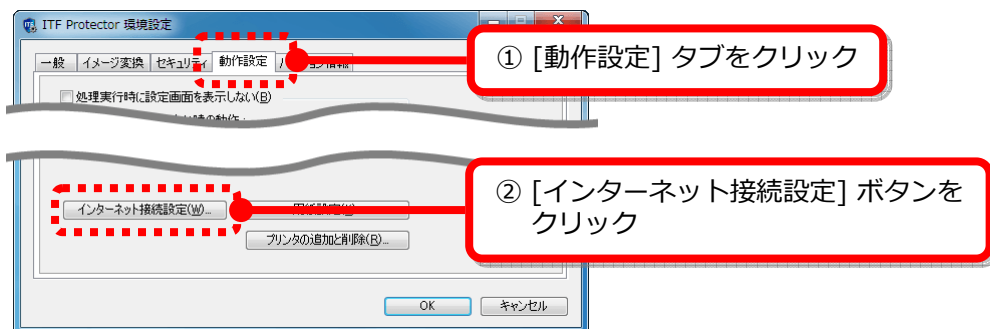 ITF Protector 環境設定
① [動作設定] タブをクリック
一般 イメージ変換 セキュリティ 動作設定
処理実行時に設定画面を表示しない(B)
② [インターネット接続設定] ボタンを
クリック
インターネット接続設定(W)...
プリンタの追加と削除(R)...
OK キャンセル